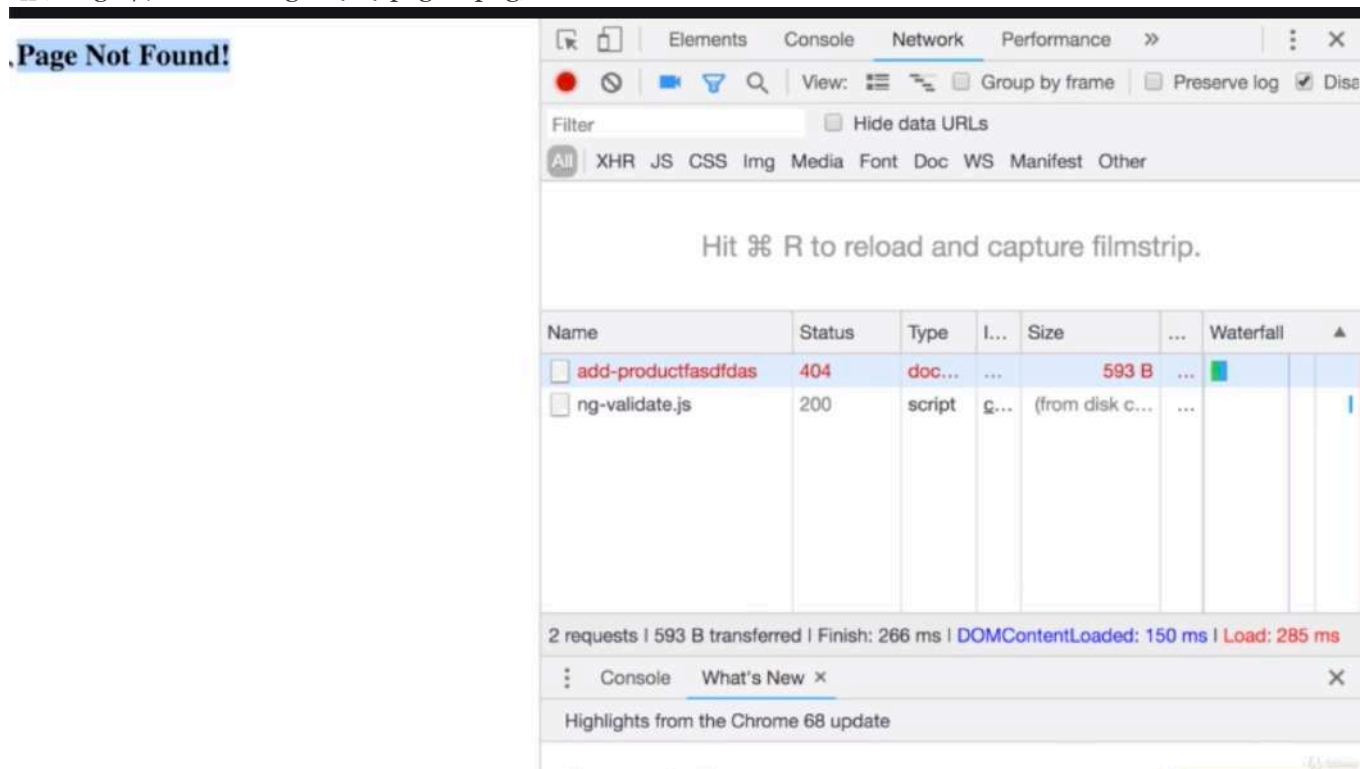 Page Not Found!
Elements Console Network Performance »
View: Group by frame Preserve log Disa
Filter Hide data URLs
All XHR JS CSS Img Media Font Doc WS Manifest Other
Hit ⌘ R to reload and capture filmstrip.
Name Status Type I... Size ... Waterfall
add-productfasdfdas 404 doc... ... 593 B ...
ng-validate.js 200 script c... (from disk c... ...
2 requests | 593 B transferred | Finish: 266 ms | DOMContentLoaded: 150 ms | Load: 285 ms
Console What's New ×
Highlights from the Chrome 68 update